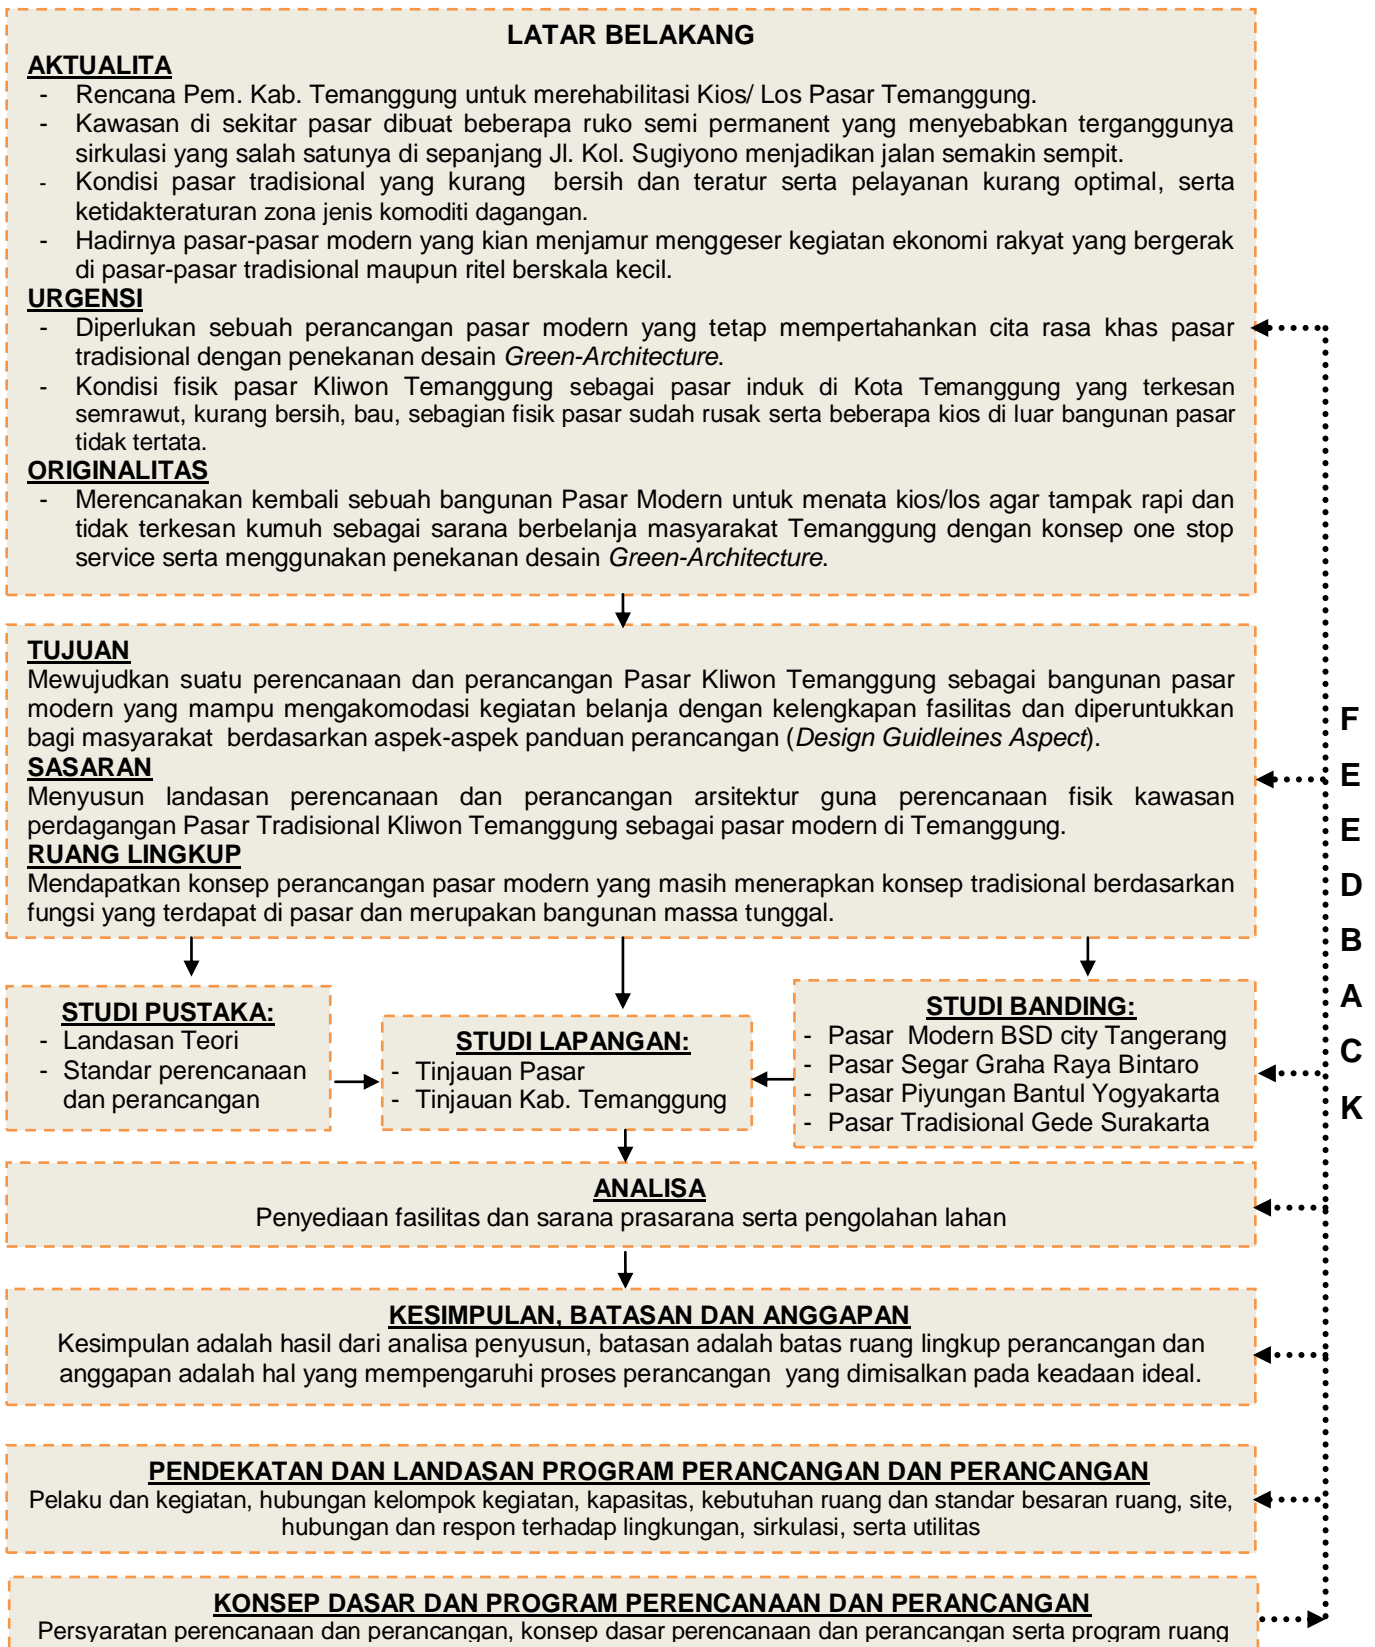 LATAR BELAKANG
AKTUALITA
- Rencana Pem. Kab. Temanggung untuk merehabilitasi Kios/ Los Pasar Temanggung.
- Kawasan di sekitar pasar dibuat beberapa ruko semi permanent yang menyebabkan terganggunya
sirkulasi yang salah satunya di sepanjang Jl. Kol. Sugiyono menjadikan jalan semakin sempit.
- Kondisi pasar tradisional yang kurang bersih dan teratur serta pelayanan kurang optimal, serta
ketidakteraturan zona jenis komoditi dagangan.
- Hadirnya pasar-pasar modern yang kian menjamur menggeser kegiatan ekonomi rakyat yang bergerak
di pasar-pasar tradisional maupun ritel berskala kecil.
URGENSI
- Diperlukan sebuah perancangan pasar modern yang tetap mempertahankan cita rasa khas pasar
tradisional dengan penekanan desain Green-Architecture.
- Kondisi fisik pasar Kliwon Temanggung sebagai pasar induk di Kota Temanggung yang terkesan
semrawut, kurang bersih, bau, sebagian fisik pasar sudah rusak serta beberapa kios di luar bangunan pasar
tidak tertata.
ORIGINALITAS
- Merencanakan kembali sebuah bangunan Pasar Modern untuk menata kios/los agar tampak rapi dan
tidak terkesan kumuh sebagai sarana berbelanja masyarakat Temanggung dengan konsep one stop
service serta menggunakan penekanan desain Green-Architecture.
TUJUAN
Mewujudkan suatu perencanaan dan perancangan Pasar Kliwon Temanggung sebagai bangunan pasar
modern yang mampu mengakomodasi kegiatan belanja dengan kelengkapan fasilitas dan diperuntukkan
bagi masyarakat berdasarkan aspek-aspek panduan perancangan (Design Guidleines Aspect).
SASARAN
Menyusun landasan perencanaan dan perancangan arsitektur guna perencanaan fisik kawasan
perdagangan Pasar Tradisional Kliwon Temanggung sebagai pasar modern di Temanggung.
RUANG LINGKUP
Mendapatkan konsep perancangan pasar modern yang masih menerapkan konsep tradisional berdasarkan
fungsi yang terdapat di pasar dan merupakan bangunan massa tunggal.
STUDI PUSTAKA:
- Landasan Teori
- Standar perencanaan
dan perancangan
STUDI LAPANGAN:
- Tinjauan Pasar
- Tinjauan Kab. Temanggung
STUDI BANDING:
- Pasar Modern BSD city Tangerang
- Pasar Segar Graha Raya Bintaro
- Pasar Piyungan Bantul Yogyakarta
- Pasar Tradisional Gede Surakarta
ANALISA
Penyediaan fasilitas dan sarana prasarana serta pengolahan lahan
KESIMPULAN, BATASAN DAN ANGGAPAN
Kesimpulan adalah hasil dari analisa penyusun, batasan adalah batas ruang lingkup perancangan dan
anggapan adalah hal yang mempengaruhi proses perancangan yang dimisalkan pada keadaan ideal.
PENDEKATAN DAN LANDASAN PROGRAM PERANCANGAN DAN PERANCANGAN
Pelaku dan kegiatan, hubungan kelompok kegiatan, kapasitas, kebutuhan ruang dan standar besaran ruang, site,
hubungan dan respon terhadap lingkungan, sirkulasi, serta utilitas
KONSEP DASAR DAN PROGRAM PERENCANAAN DAN PERANCANGAN
Persyaratan perencanaan dan perancangan, konsep dasar perencanaan dan perancangan serta program ruang
F
E
E
D
B
A
C
K